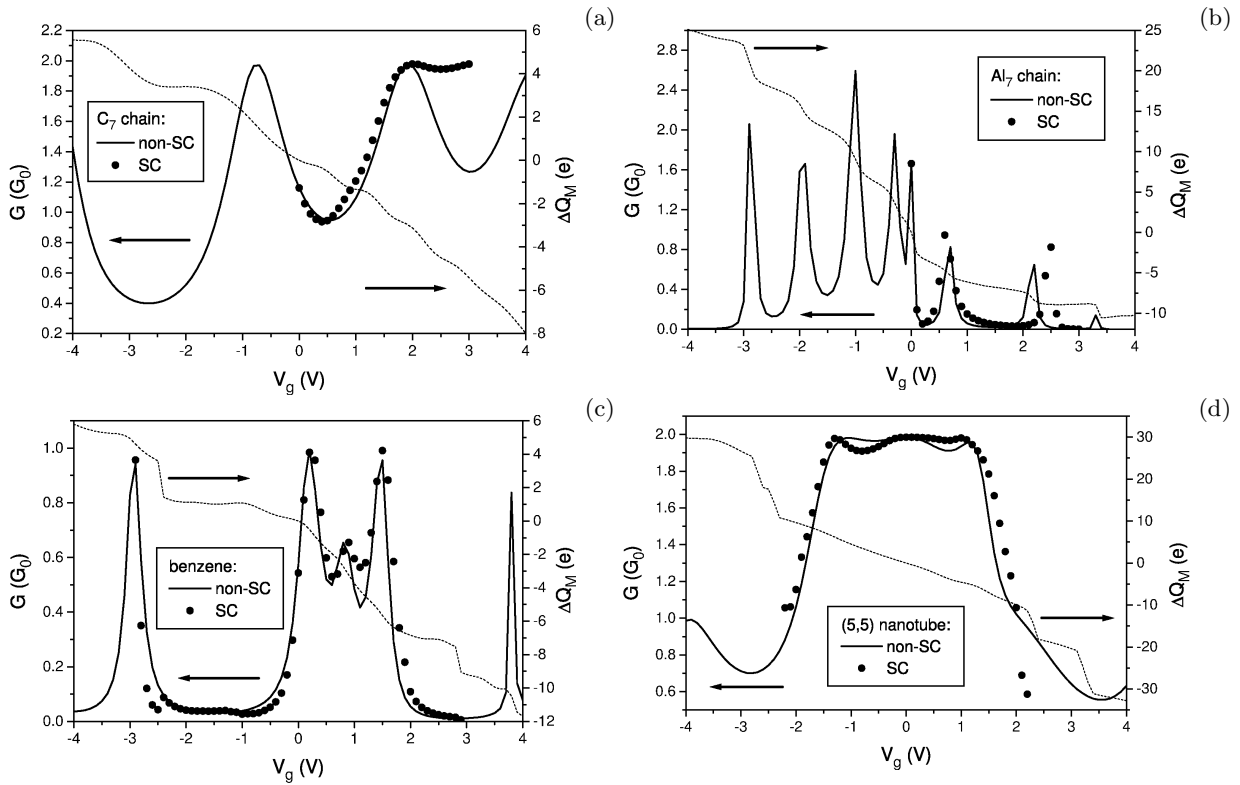 (a)
2.2
2.0
1.8
1.6
1.4
1.2
1.0
0.8
0.6
0.4
0.2
G (G0)
6
4
2
0
-2
-4
-6
-8
ΔQM (e)
C7 chain:
non-SC
SC
-4 -3 -2 -1 0 1 2 3 4
Vg (V)
(b)
2.8
2.4
2.0
1.6
1.2
0.8
0.4
0.0
G (G0)
25
20
15
10
5
0
-5
-10
ΔQM (e)
Al7 chain:
non-SC
SC
-4 -3 -2 -1 0 1 2 3 4
Vg (V)
(c)
1.0
0.8
0.6
0.4
0.2
0.0
G (G0)
6
4
2
0
-2
-4
-6
-8
-10
-12
ΔQM (e)
benzene:
non-SC
SC
-4 -3 -2 -1 0 1 2 3 4
Vg (V)
(d)
2.0
1.8
1.6
1.4
1.2
1.0
0.8
0.6
G (G0)
30
20
10
0
-10
-20
-30
ΔQM (e)
(5,5) nanotube:
non-SC
SC
-4 -3 -2 -1 0 1 2 3 4
Vg (V)